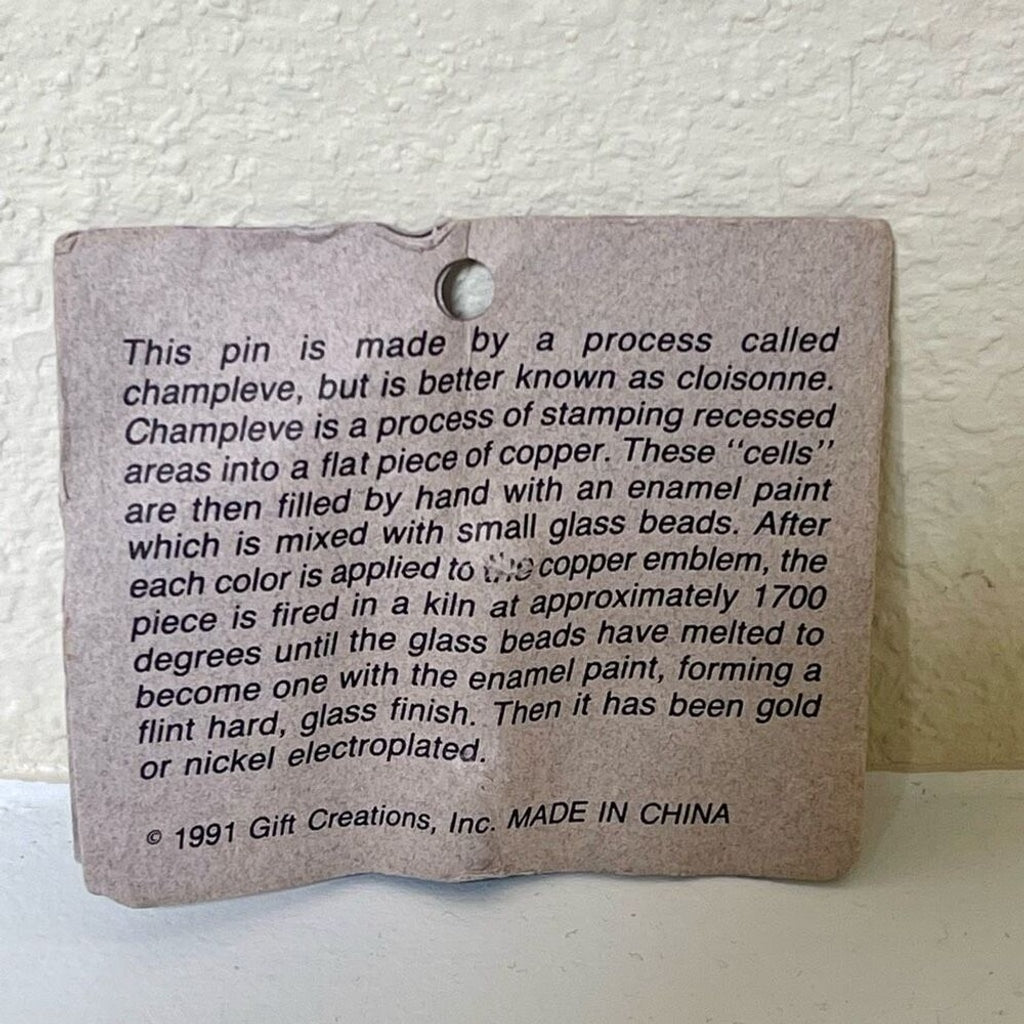 This pin is made by a process called
champleve, but is better known as cloisonne.
Champleve is a process of stamping recessed
areas into a flat piece of copper. These "cells"
are then filled by hand with an enamel paint
which is mixed with small glass beads. After
each color is applied to the copper emblem, the
piece is fired in a kiln at approximately 1700
degrees until the glass beads have melted to
become one with the enamel paint, forming a
flint hard, glass finish. Then it has been gold
or nickel electroplated.
© 1991 Gift Creations, Inc. MADE IN CHINA